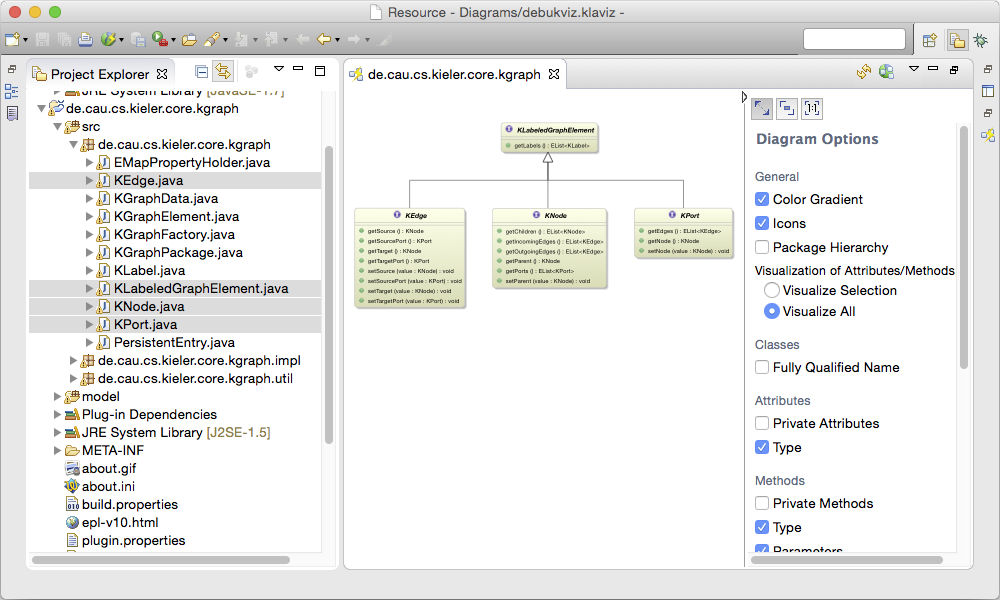 Resource - Diagrams/debukviz.klaviz -
Project Explorer
JRE System Library [JavaSE-1.7]
de.cau.cs.kieler.core.kgraph
src
de.cau.cs.kieler.core.kgraph
EMapPropertyHolder.java
KEdge.java
KGraphData.java
KGraphElement.java
KGraphFactory.java
KGraphPackage.java
KLabel.java
KLabeledGraphElement.java
KNode.java
KPort.java
PersistentEntry.java
de.cau.cs.kieler.core.kgraph.impl
de.cau.cs.kieler.core.kgraph.util
model
Plug-in Dependencies
JRE System Library [J2SE-1.5]
META-INF
about.gif
about.ini
build.properties
epl-v10.html
plugin.properties
de.cau.cs.kieler.core.kgraph
KLabeledGraphElement
getLabels () : EList<KLabel>
KEdge
getSource () : KNode
getSourcePort () : KPort
getTarget () : KNode
getTargetPort () : KPort
setSource (value : KNode) : void
setSourcePort (value : KPort) : void
setTarget (value : KNode) : void
setTargetPort (value : KPort) : void
KNode
getChildren () : EList<KNode>
getIncomingEdges () : EList<KEdge>
getOutgoingEdges () : EList<KEdge>
getParent () : KNode
getPorts () : EList<KPort>
setParent (value : KNode) : void
KPort
getEdges () : EList<KEdge>
getNode () : KNode
setNode (value : KNode) : void
Diagram Options
General
Color Gradient
Icons
Package Hierarchy
Visualization of Attributes/Methods
Visualize Selection
Visualize All
Classes
Fully Qualified Name
Attributes
Private Attributes
Type
Methods
Private Methods
Type
Parameters